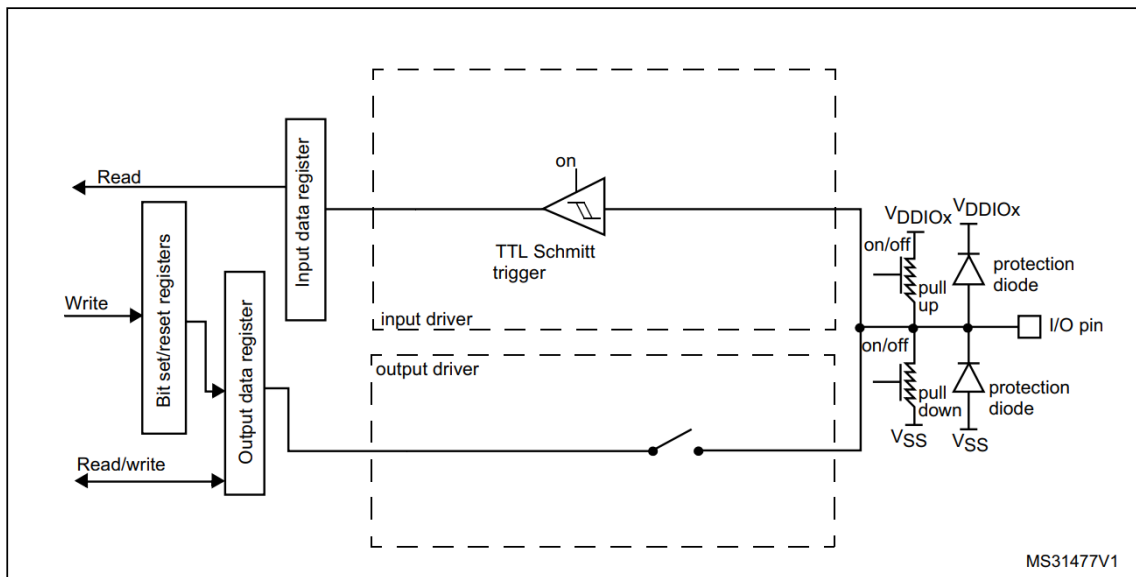 on
Read
Input data register
TTL Schmitt
trigger
VDDIOx
VDDIOx
on/off
pull
up
protection
diode
Write
Bit set/reset registers
Output data register
input driver
I/O pin
output driver
on/off
pull
down
protection
diode
VSS
VSS
Read/write
MS31477V1